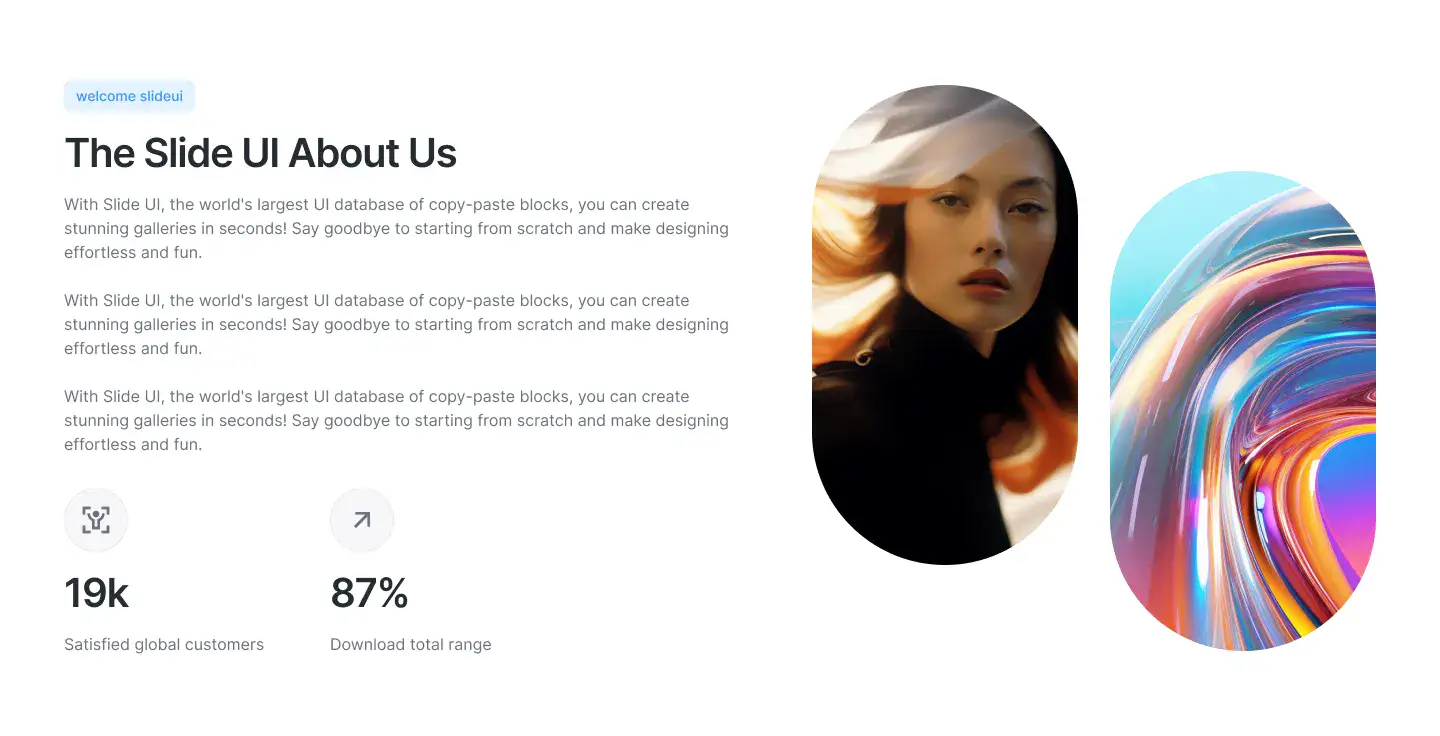 welcome slideui
The Slide UI About Us
With Slide UI, the world's largest UI database of copy-paste blocks, you can create
stunning galleries in seconds! Say goodbye to starting from scratch and make designing
effortless and fun.
With Slide UI, the world's largest UI database of copy-paste blocks, you can create
stunning galleries in seconds! Say goodbye to starting from scratch and make designing
effortless and fun.
With Slide UI, the world's largest UI database of copy-paste blocks, you can create
stunning galleries in seconds! Say goodbye to starting from scratch and make designing
effortless and fun.
19k
Satisfied global customers
87%
Download total range